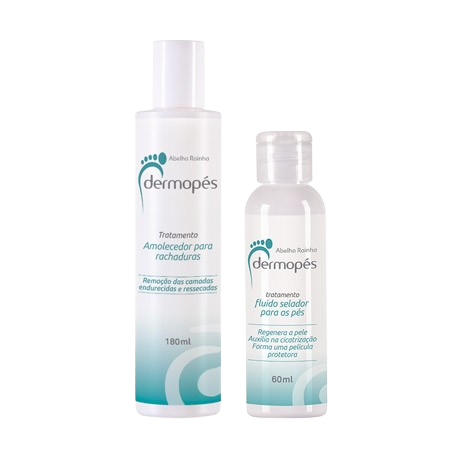 Abelha Rainha
dermopés
Tratamento
Amolecedor para
rachaduras
Remoção das camadas
endurecidas e ressecadas
180ml
Abelha Rainha
dermopés
tratamento
fluido selador
para os pés
Regenera a pele
Auxilia na cicatrização
Forma uma película
protetora
60ml